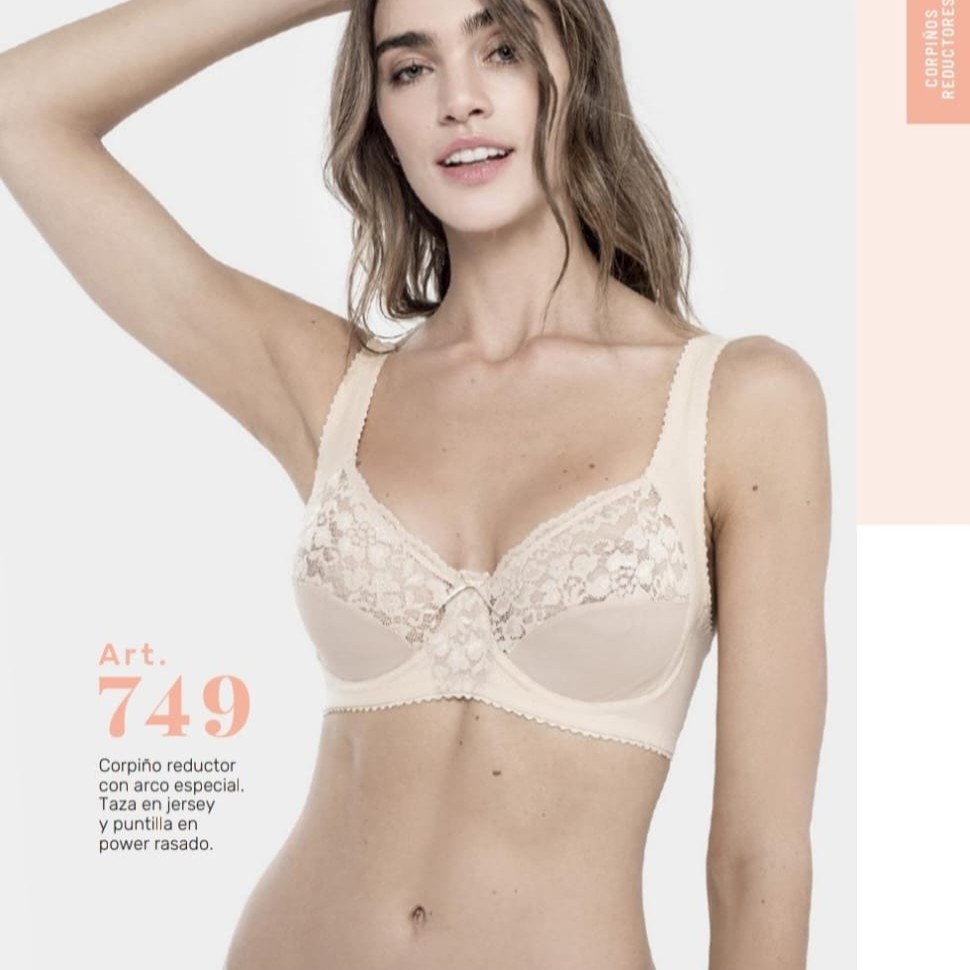 CORPIÑOS
REDUCTORES
Art.
749
Corpiño reductor
con arco especial.
Taza en jersey
y puntilla en
power rasado.